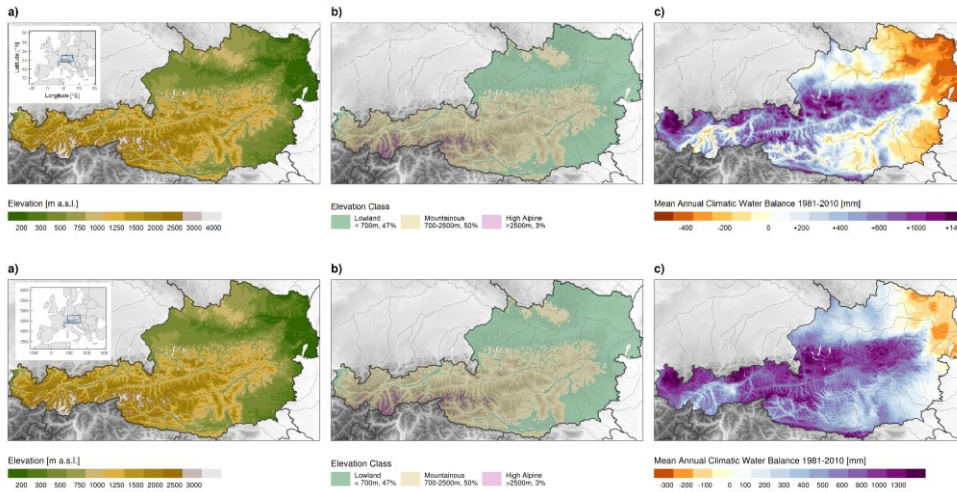 a)
b)
c)
Latitude [°N]
Longitude [°E]
Elevation [m a.s.l.]
200 300 500 750 1000 1250 1500 2000 2500 3000 4000
Elevation Class
Lowland
< 700m, 47%
Mountainous
700-2500m, 50%
High Alpine
>2500m, 3%
Mean Annual Climatic Water Balance 1981-2010 [mm]
-400 -200 0 +200 +600 +1000 +14
a)
b)
c)
Elevation [m a.s.l.]
200 300 500 750 1000 1250 1500 2000 2500 3000
Elevation Class
Lowland
< 700m, 47%
Mountainous
700-2500m, 50%
High Alpine
>2500m, 3%
Mean Annual Climatic Water Balance 1981-2010 [mm]
-300 -200 -100 0 100 200 300 500 800 1000 1300